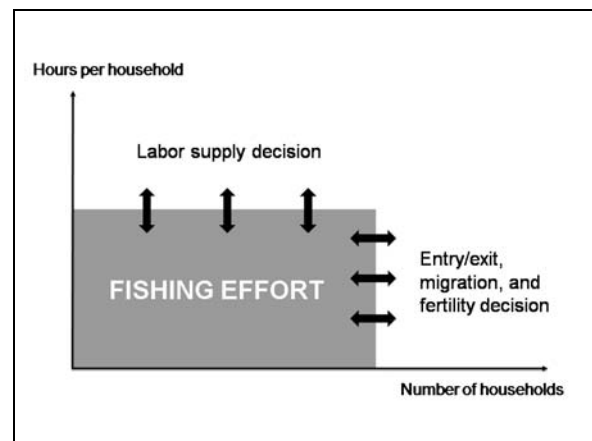 Hours per household
Labor supply decision
FISHING EFFORT
Entry/exit,
migration, and
fertility decision
Number of households